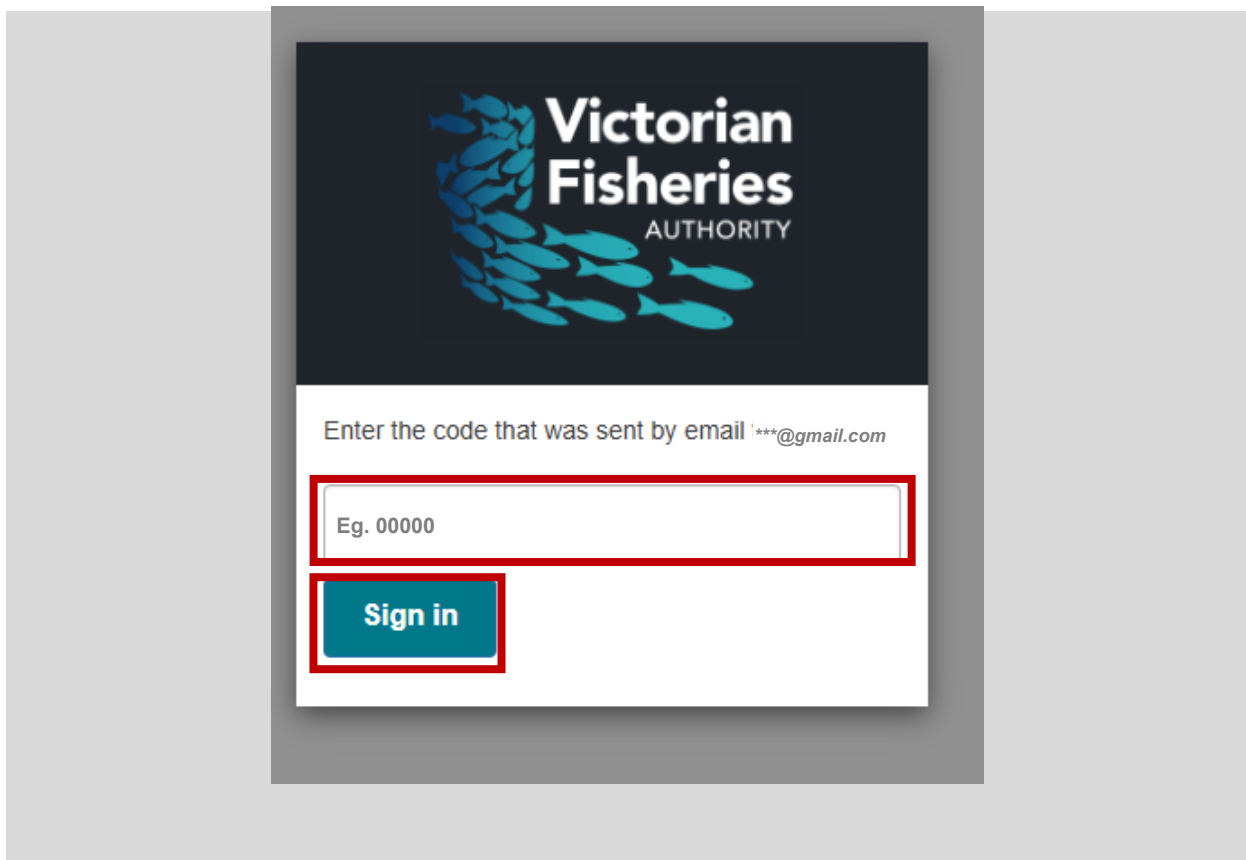 Victorian
Fisheries
AUTHORITY
Enter the code that was sent by email ***@gmail.com
Eg. 00000
Sign in